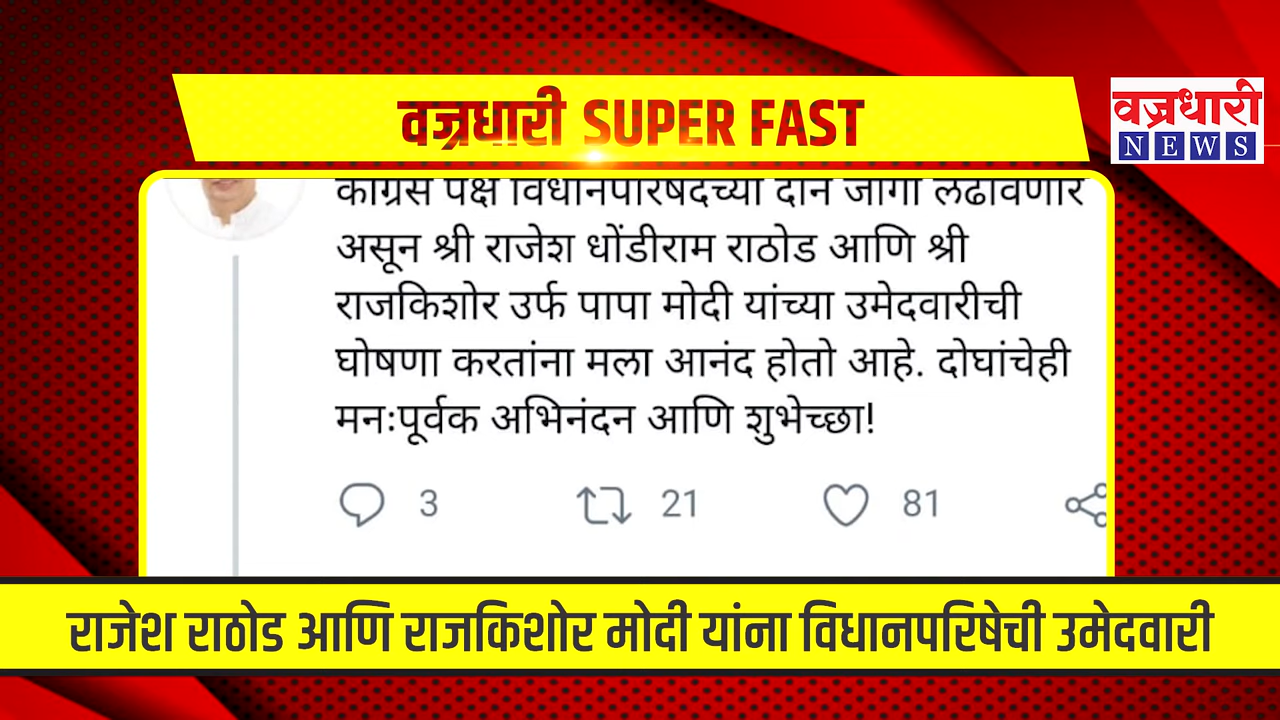 वज्रधारी SUPER FAST
वज्रधारी
NEWS
काँग्रेस पक्ष विधानपरिषदेच्या दोन जागा लढविणार
असून श्री राजेश धोंडीराम राठोड आणि श्री
राजकिशोर उर्फ पापा मोदी यांच्या उमेदवारीची
घोषणा करतांना मला आनंद होतो आहे. दोघांचेही
मनःपूर्वक अभिनंदन आणि शुभेच्छा!
3 21 81
राजेश राठोड आणि राजकिशोर मोदी यांना विधानपरिषेची उमेदवारी